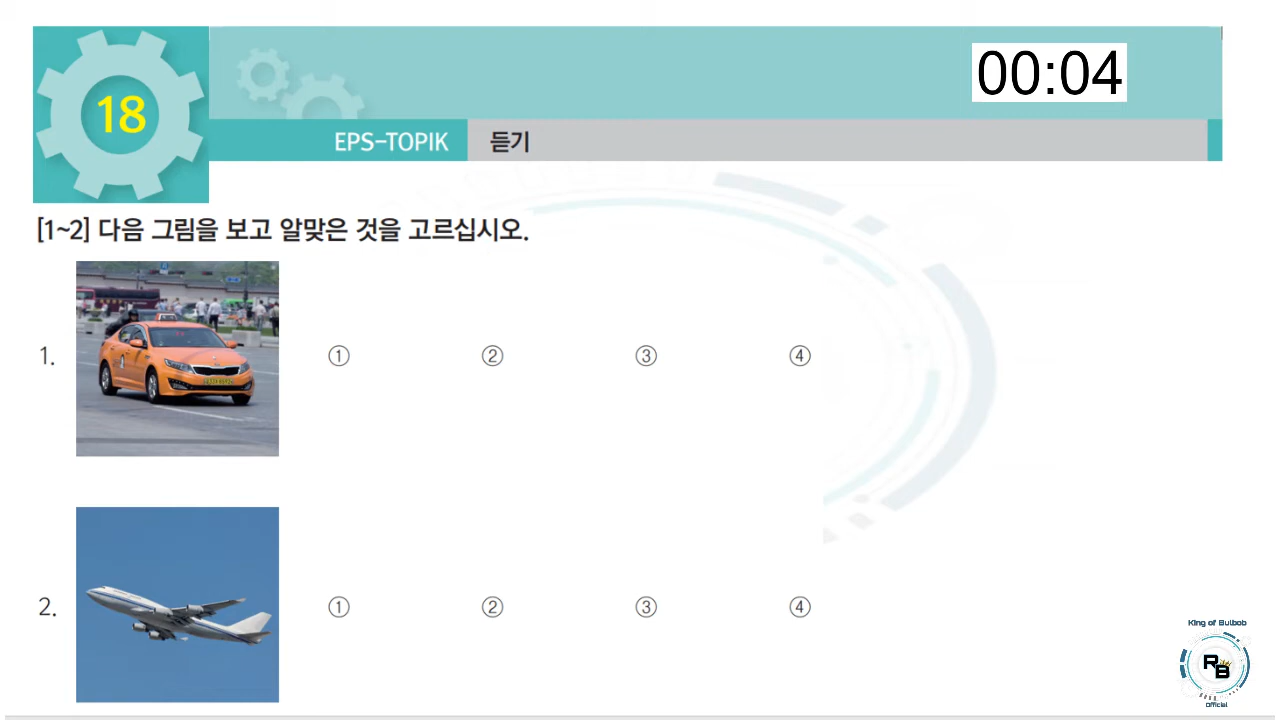 00:04
18
EPS-TOPIK 듣기
[1~2] 다음 그림을 보고 알맞은 것을 고르십시오.
1. ① ② ③ ④
2. ① ② ③ ④
King of Bulbob
RB
Official